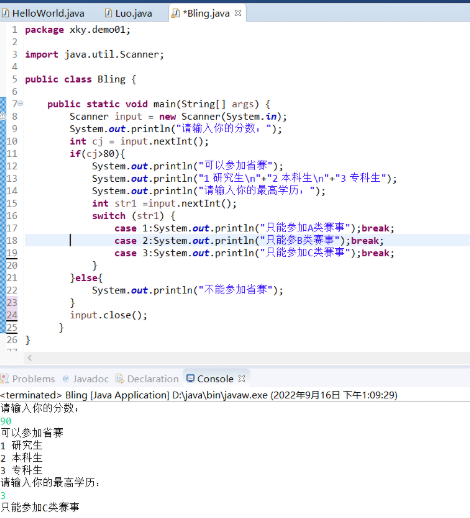 HelloWorld.java Luo.java *Bling.java
1 package xky.demo01;
2
3 import java.util.Scanner;
4
5 public class Bling {
6
7 public static void main(String[] args) {
8 Scanner input = new Scanner(System.in);
9 System.out.println("请输入你的分数：");
10 int cj = input.nextInt();
11 if(cj>80){
12 System.out.println("可以参加省赛");
13 System.out.println("1 研究生\n"+"2 本科生\n"+"3 专科生");
14 System.out.println("请输入你的最高学历：");
15 int str1 =input.nextInt();
16 switch (str1) {
17 case 1:System.out.println("只能参加A类赛事");break;
18 case 2:System.out.println("只能参B类赛事");break;
19 case 3:System.out.println("只能参加C类赛事");break;
20 }
21 }else{
22 System.out.println("不能参加省赛");
23 }
24 input.close();
25 }
26 }
Problems @ Javadoc Declaration Console
<terminated> Bling [Java Application] D:\java\bin\javaw.exe (2022年9月16日 下午1:09:29)
请输入你的分数：
90
可以参加省赛
1 研究生
2 本科生
3 专科生
请输入你的最高学历：
3
只能参加C类赛事